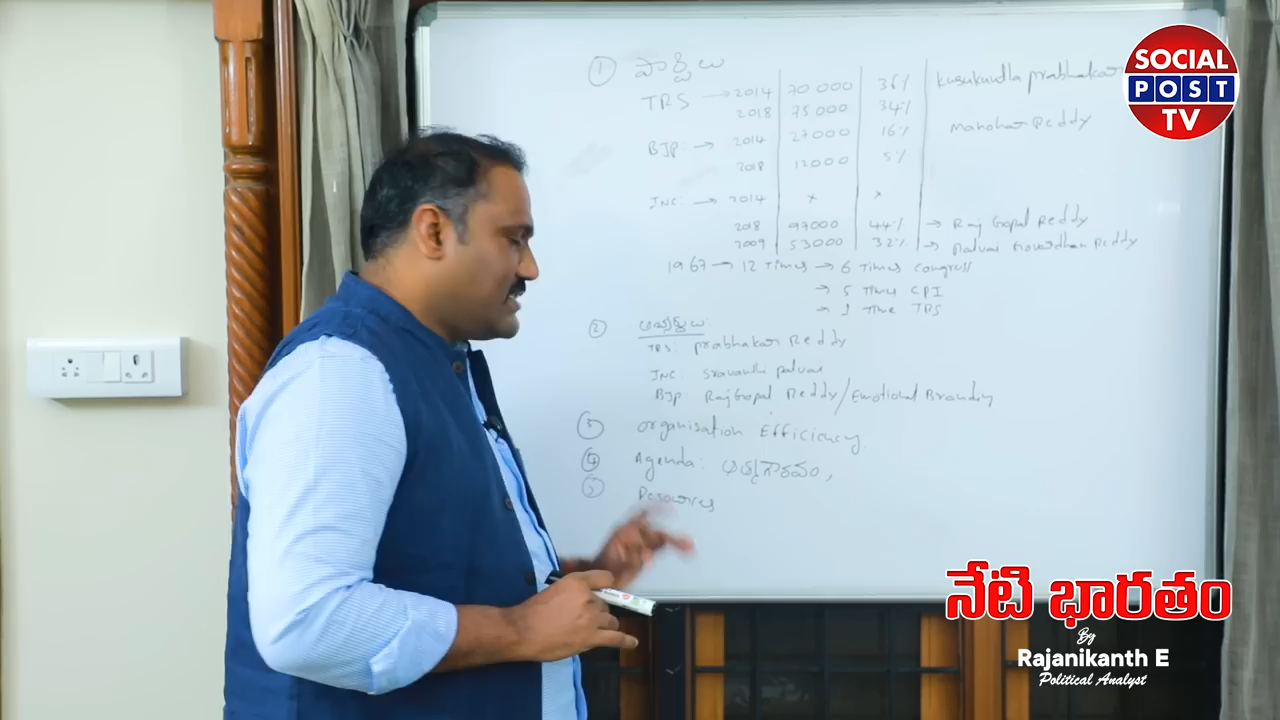 ① పార్టీలు
TRS → 2014 70 000 36% Kusukundla prabhakar
2018 75000 34%
BJP → 2014 27000 16% Manohar Reddy
2018 12000 5%
INC: → 2014 x x
2018 97000 44% → Raj Gopal Reddy
2009 53000 32% → palvai Govardhan Reddy
1967 → 12 Times → 6 Times Congress
→ 5 Times CPI
→ 1 Time TRS
② అభ్యర్థులు:
TRS: prabhakar Reddy
INC: sravanthi palvai
BJP: RajGopal Reddy/Emotional Branding
③ Organisation Efficiency.
④ Agenda: ఆత్మగౌరవం,
⑤ Resources
SOCIAL
POST
TV
నేటి భారతం
By
Rajanikanth E
Political Analyst